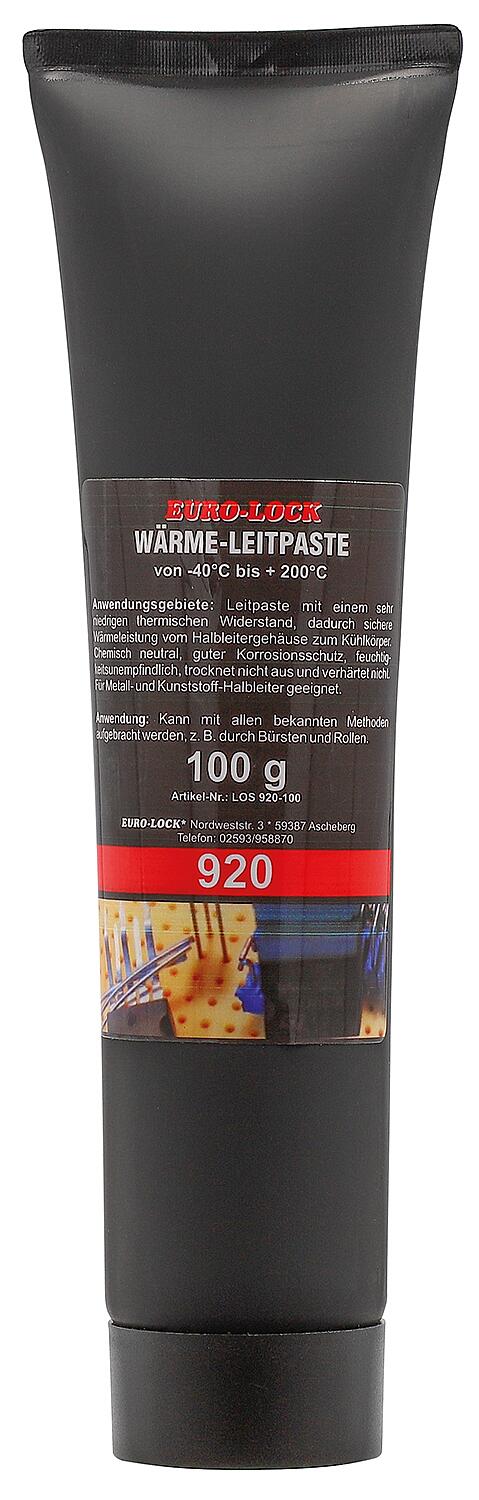 EURO-LOCK
WÄRME-LEITPASTE
von -40°C bis + 200°C
Anwendungsgebiete: Leitpaste mit einem sehr
niedrigen thermischen Widerstand, dadurch sichere
Wärmeleistung vom Halbleitergehäuse zum Kühlkörper.
Chemisch neutral, guter Korrosionsschutz, feuchtig-
keitsunempfindlich, trocknet nicht aus und verhärtet nicht.
Für Metall- und Kunststoff-Halbleiter geeignet.
Anwendung: Kann mit allen bekannten Methoden
aufgebracht werden, z. B. durch Bürsten und Rollen.
100 g
Artikel-Nr.: LOS 920-100
EURO-LOCK* Nordweststr. 3 * 59387 Ascheberg
Telefon: 02593/958870
920